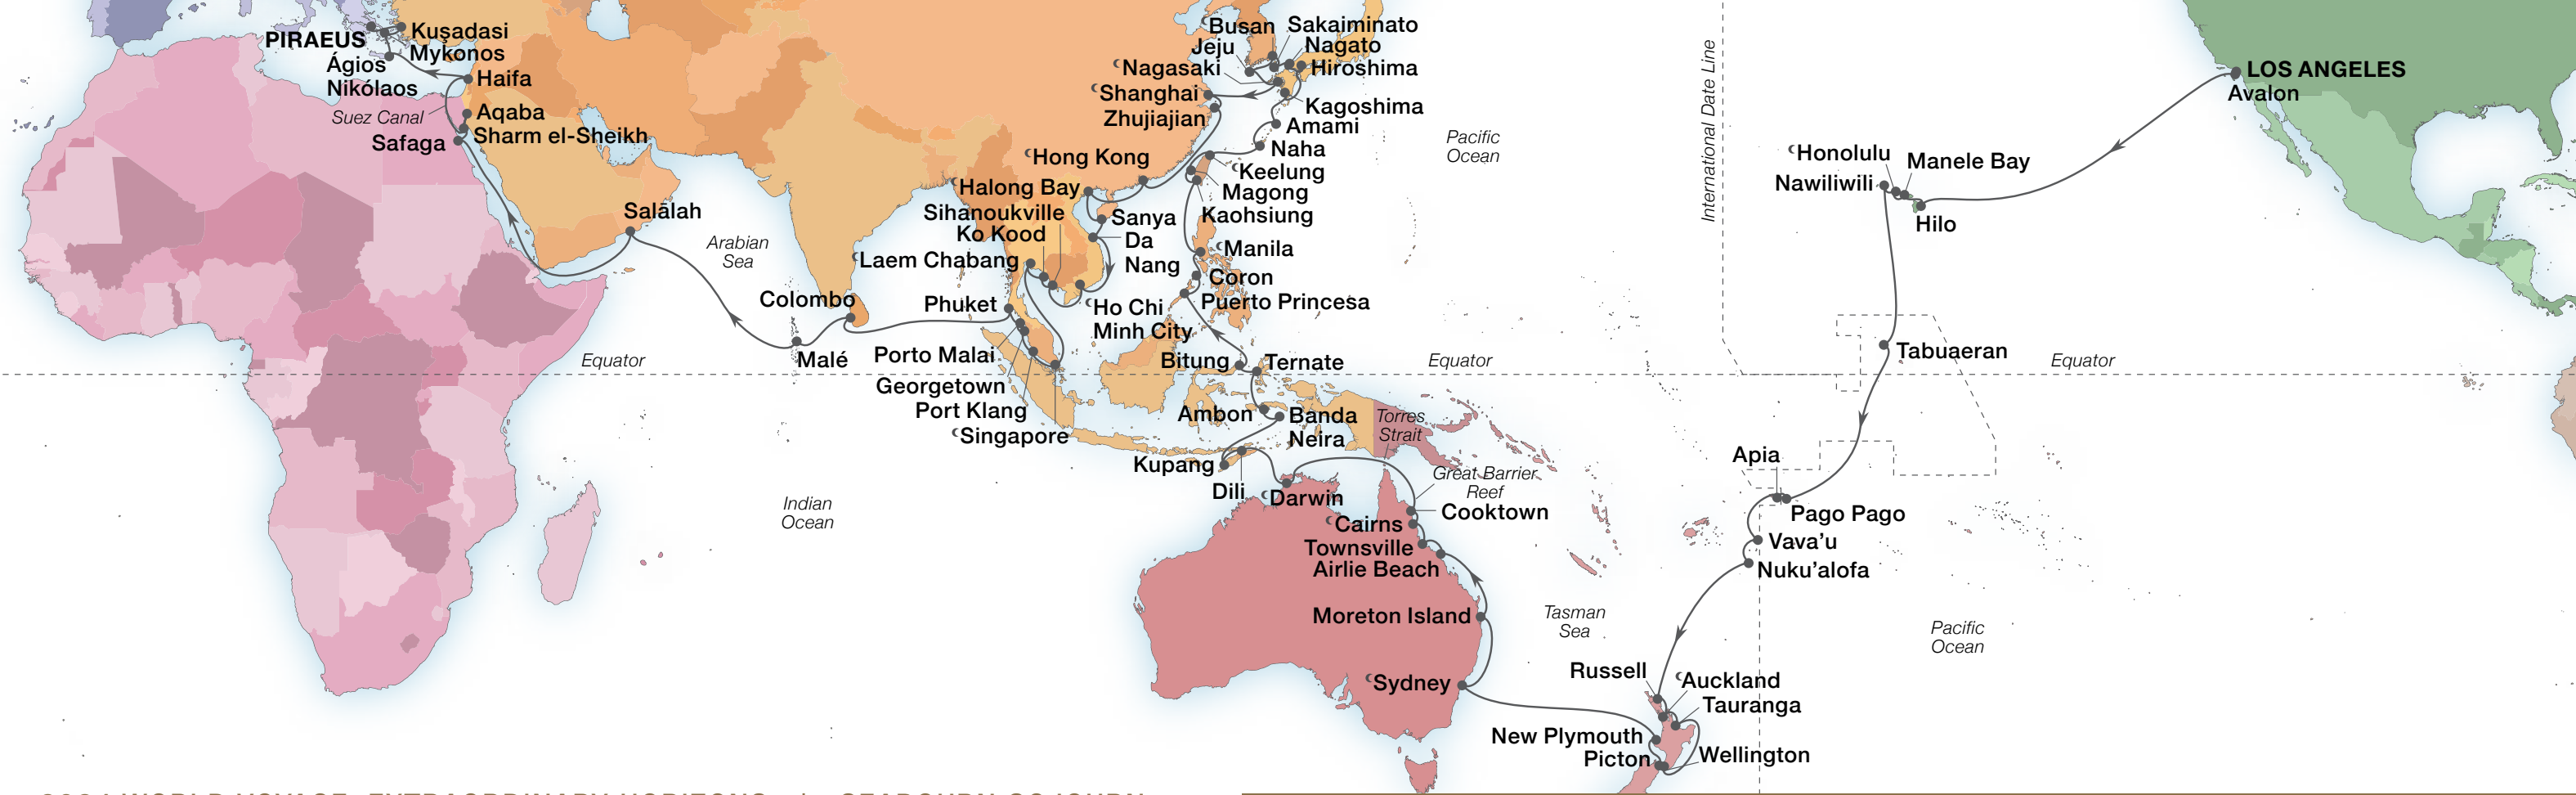 PIRAEUS
Kuşadasi
Mykonos
Ágios
Nikólaos
Haifa
Suez Canal
Aqaba
Sharm el-Sheikh
Safaga
Salālah
Arabian
Sea
Colombo
Malé
Equator
Indian
Ocean
Busan
Sakaiminato
Jeju
Nagato
Nagasaki
Hiroshima
Shanghai
Zhujiajian
Kagoshima
Amami
Naha
Hong Kong
Keelung
Halong Bay
Magong
Sihanoukville
Sanya
Kaohsiung
Ko Kood
Da
Nang
Laem Chabang
Manila
Coron
Phuket
Ho Chi
Minh City
Puerto Princesa
Porto Malai
Georgetown
Port Klang
Singapore
Bitung
Ternate
Equator
Ambon
Banda
Neira
Torres
Strait
Kupang
Dili
Darwin
Great Barrier
Reef
Cooktown
Cairns
Townsville
Airlie Beach
Moreton Island
Tasman
Sea
Sydney
Russell
Auckland
Tauranga
New Plymouth
Picton
Wellington
Pacific
Ocean
International Date Line
LOS ANGELES
Avalon
Honolulu
Manele Bay
Nawiliwili
Hilo
Tabuaeran
Equator
Apia
Pago Pago
Vava’u
Nuku’alofa
Pacific
Ocean